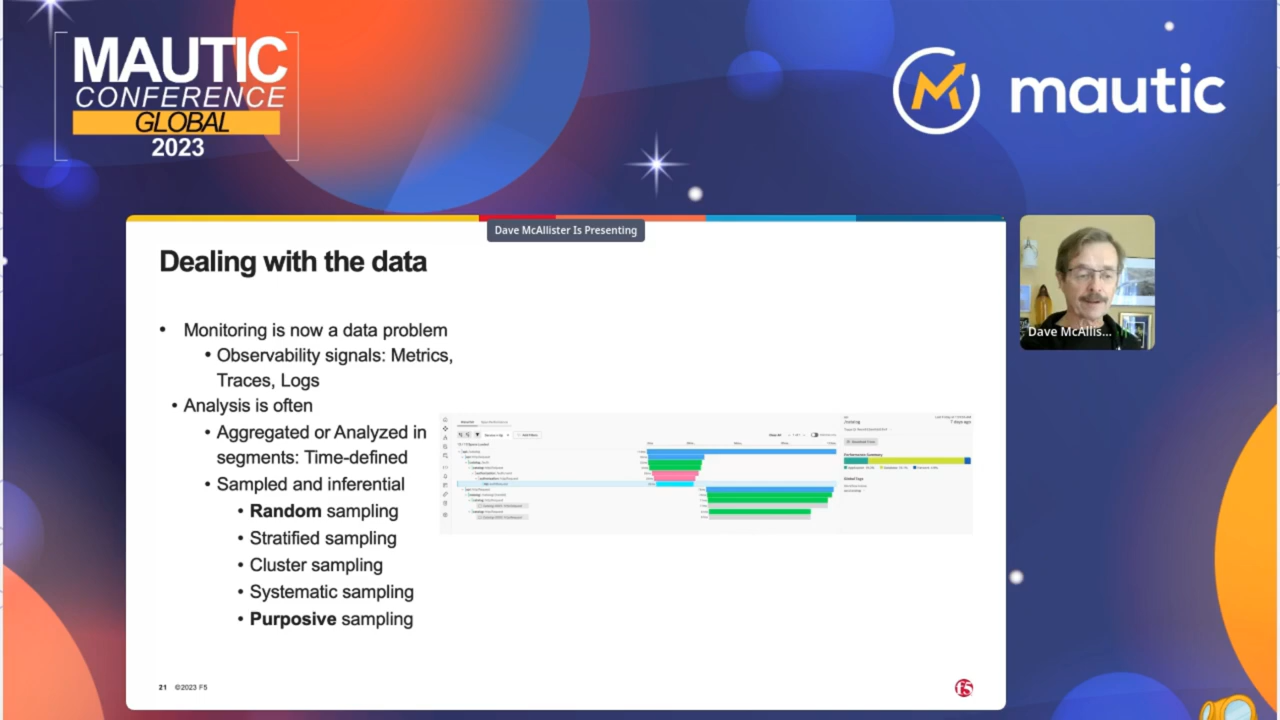 MAUTIC
CONFERENCE
GLOBAL
2023
mautic
Dave McAllister Is Presenting
Dealing with the data
• Monitoring is now a data problem
• Observability signals: Metrics,
Traces, Logs
• Analysis is often
• Aggregated or Analyzed in
segments: Time-defined
• Sampled and inferential
• Random sampling
• Stratified sampling
• Cluster sampling
• Systematic sampling
• Purposive sampling
Dave McAllis...
21 ©2023 F5
f5